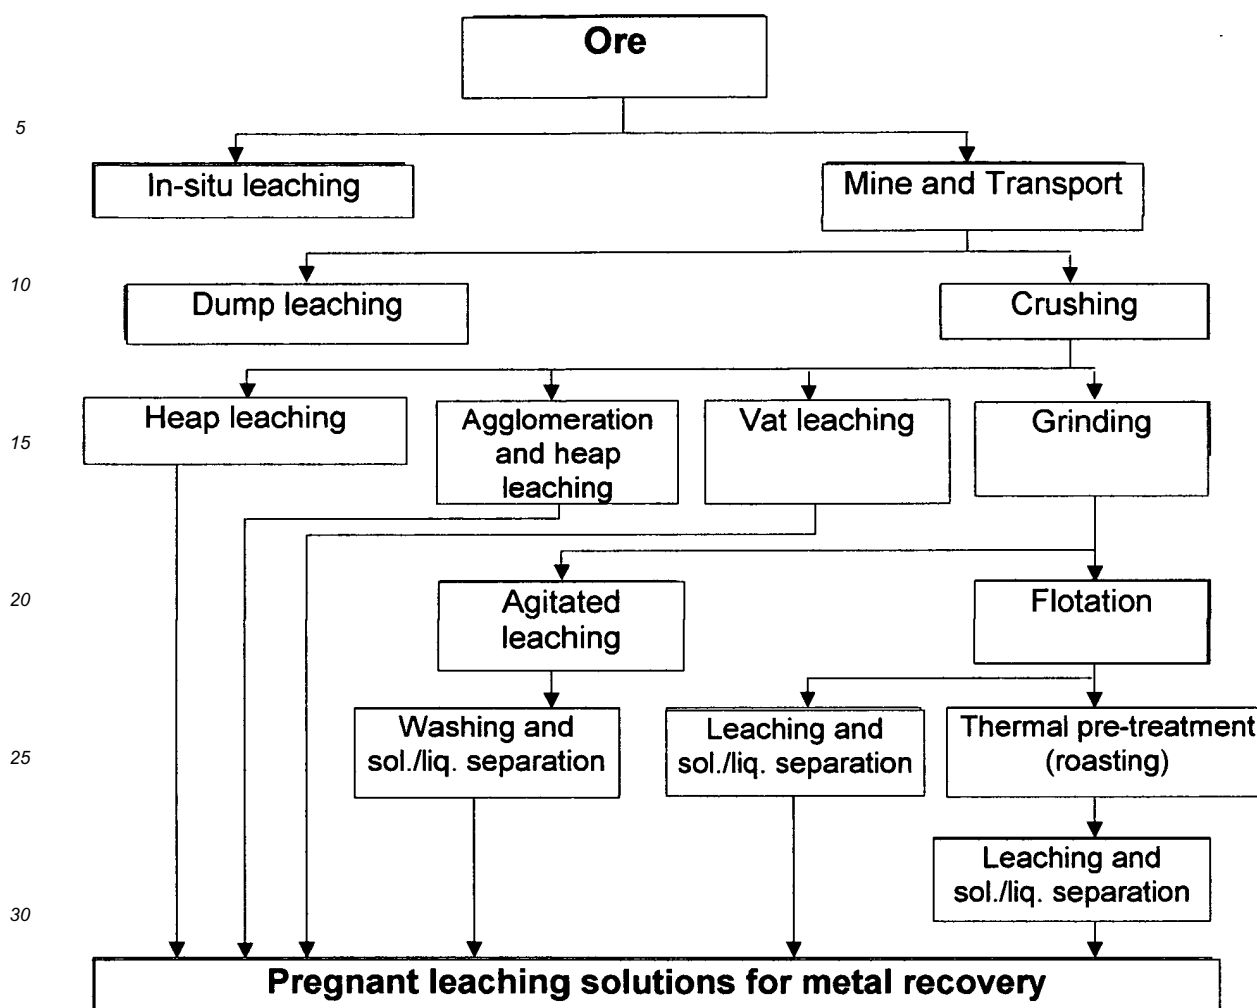 Ore
5
In-situ leaching
Mine and Transport
10
Dump leaching
Crushing
Heap leaching
Agglomeration
and heap
leaching
Vat leaching
Grinding
15
20
Agitated
leaching
Flotation
Washing and
sol./liq. separation
Leaching and
sol./liq. separation
Thermal pre-treatment
(roasting)
25
Leaching and
sol./liq. separation
30
Pregnant leaching solutions for metal recovery